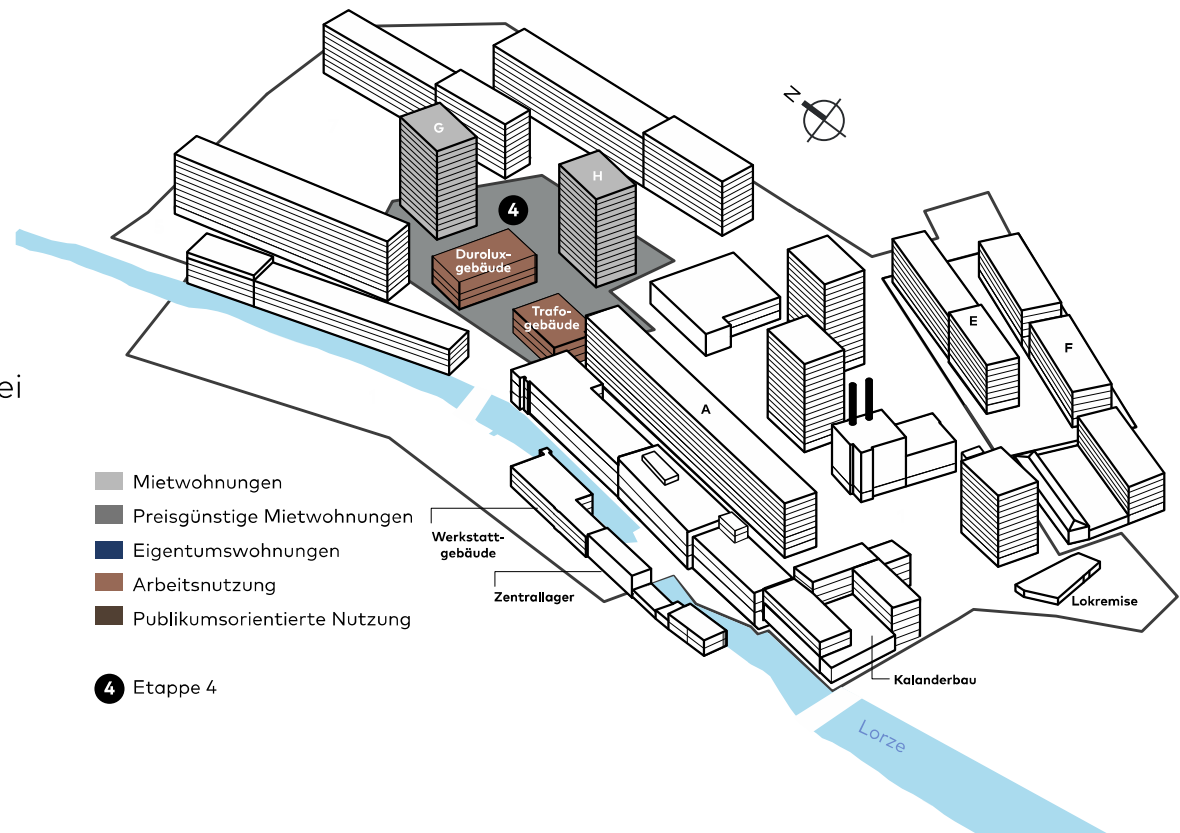 N
G
H
4
Durolux-
gebäude
Trafo-
gebäude
E
F
A
ei
Mietwohnungen
Preisgünstige Mietwohnungen
Eigentumswohnungen
Arbeitsnutzung
Publikumsorientierte Nutzung
4 Etappe 4
Werkstatt-
gebäude
Zentrallager
Lokremise
Kalanderbau
Lorze